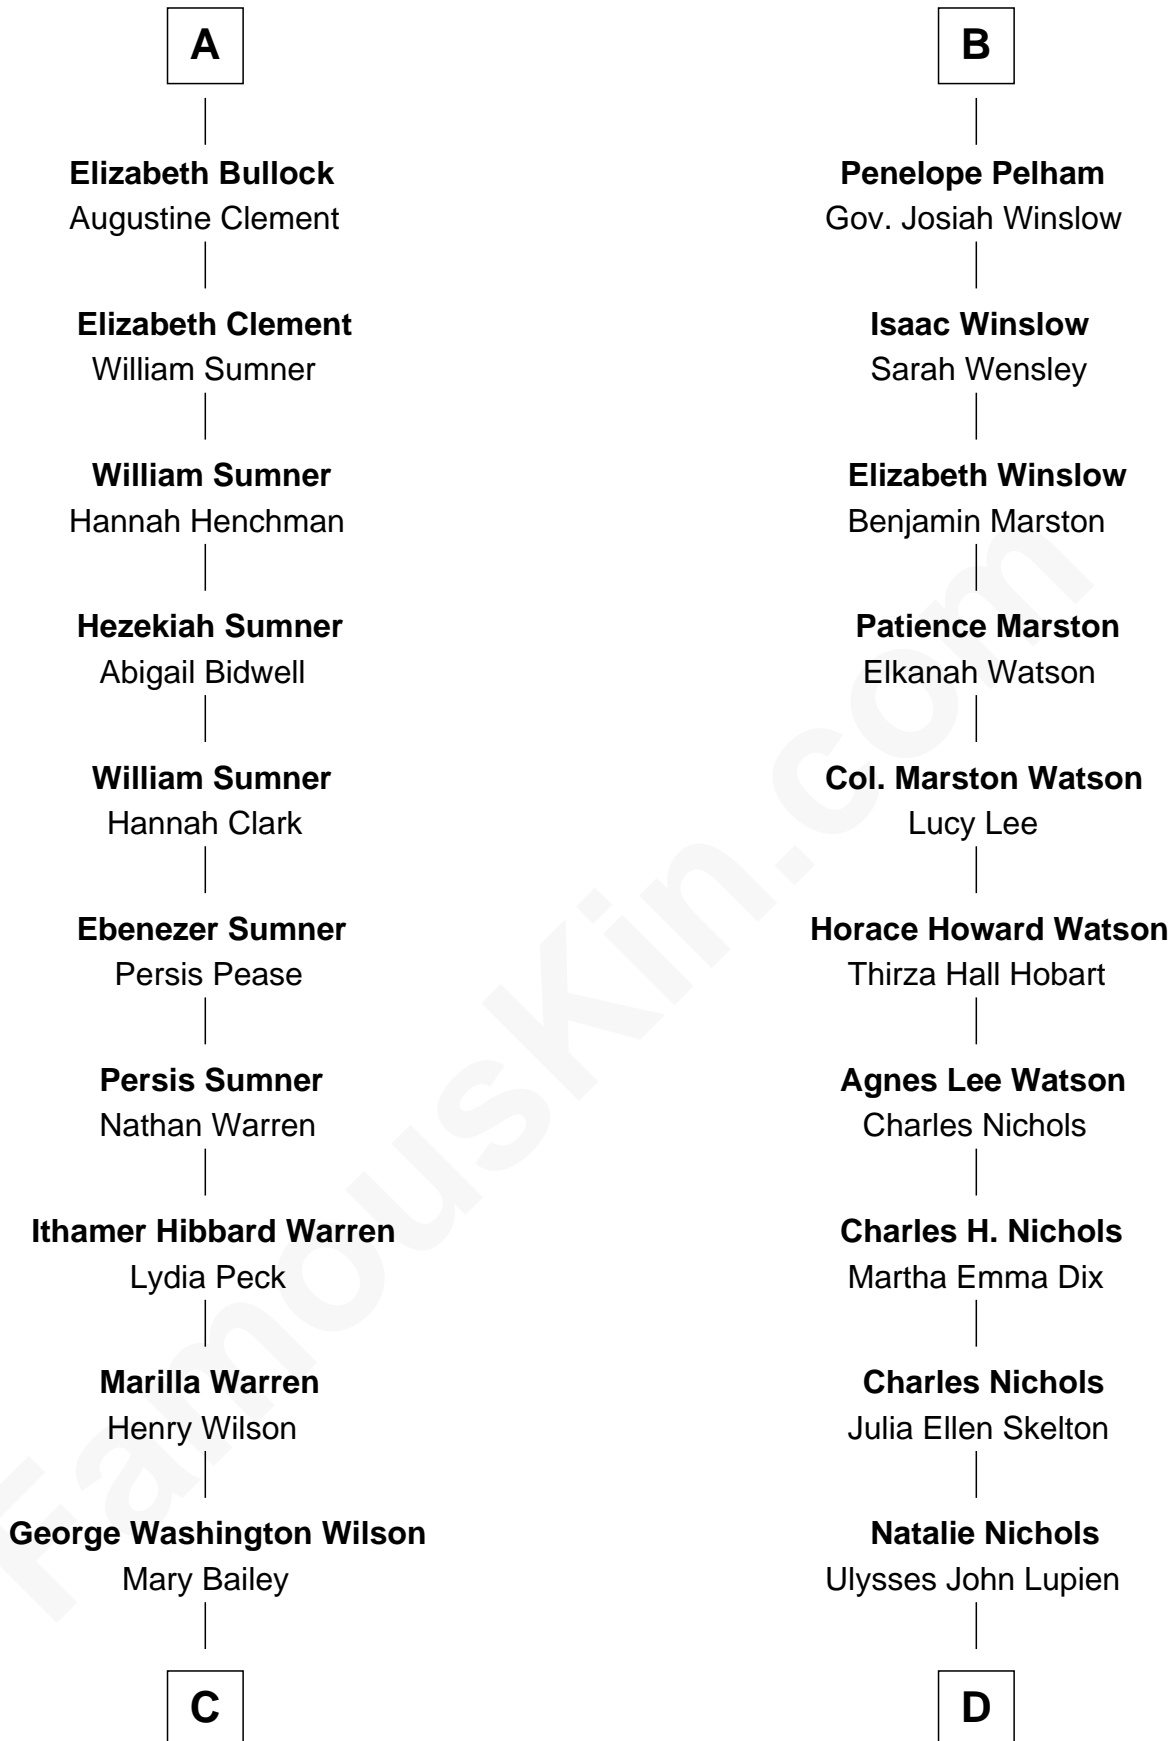 A
Elizabeth Bullock
Augustine Clement
Elizabeth Clement
William Sumner
William Sumner
Hannah Henchman
Hezekiah Sumner
Abigail Bidwell
William Sumner
Hannah Clark
Ebenezer Sumner
Persis Pease
Persis Sumner
Nathan Warren
Ithamer Hibbard Warren
Lydia Peck
Marilla Warren
Henry Wilson
George Washington Wilson
Mary Bailey
C
B
Penelope Pelham
Gov. Josiah Winslow
Isaac Winslow
Sarah Wensley
Elizabeth Winslow
Benjamin Marston
Patience Marston
Elkanah Watson
Col. Marston Watson
Lucy Lee
Horace Howard Watson
Thirza Hall Hobart
Agnes Lee Watson
Charles Nichols
Charles H. Nichols
Martha Emma Dix
Charles Nichols
Julia Ellen Skelton
Natalie Nichols
Ulysses John Lupien
D
FamousKin.com